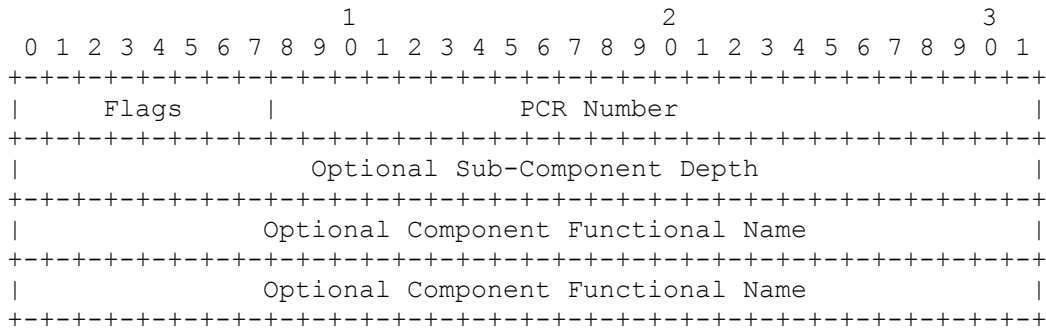 1                   2                   3
 0 1 2 3 4 5 6 7 8 9 0 1 2 3 4 5 6 7 8 9 0 1 2 3 4 5 6 7 8 9 0 1
+-+-+-+-+-+-+-+-+-+-+-+-+-+-+-+-+-+-+-+-+-+-+-+-+-+-+-+-+-+-+-+-+
|     Flags     |               PCR Number                      |
+-+-+-+-+-+-+-+-+-+-+-+-+-+-+-+-+-+-+-+-+-+-+-+-+-+-+-+-+-+-+-+-+
|                  Optional Sub-Component Depth                 |
+-+-+-+-+-+-+-+-+-+-+-+-+-+-+-+-+-+-+-+-+-+-+-+-+-+-+-+-+-+-+-+-+
|               Optional Component Functional Name              |
+-+-+-+-+-+-+-+-+-+-+-+-+-+-+-+-+-+-+-+-+-+-+-+-+-+-+-+-+-+-+-+-+
|               Optional Component Functional Name              |
+-+-+-+-+-+-+-+-+-+-+-+-+-+-+-+-+-+-+-+-+-+-+-+-+-+-+-+-+-+-+-+-+